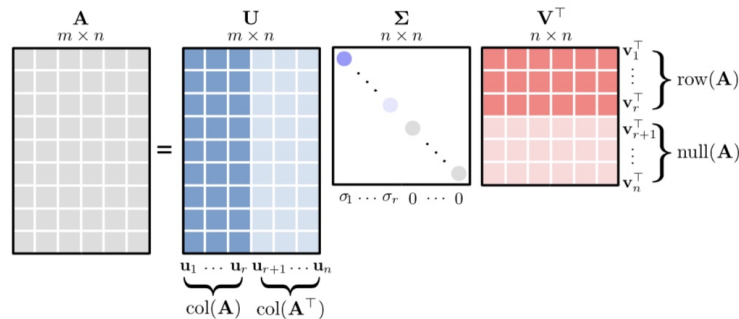 A U Σ V⊤
m × n m × n n × n n × n
=
v₁⊤
⋮
vᵣ⊤
row(A)
vᵣ₊₁⊤
⋮
vₙ⊤
null(A)
σ₁ ⋯ σᵣ 0 ⋯ 0
u₁ ⋯ uᵣ uᵣ₊₁ ⋯ uₙ
col(A) col(A⊤)